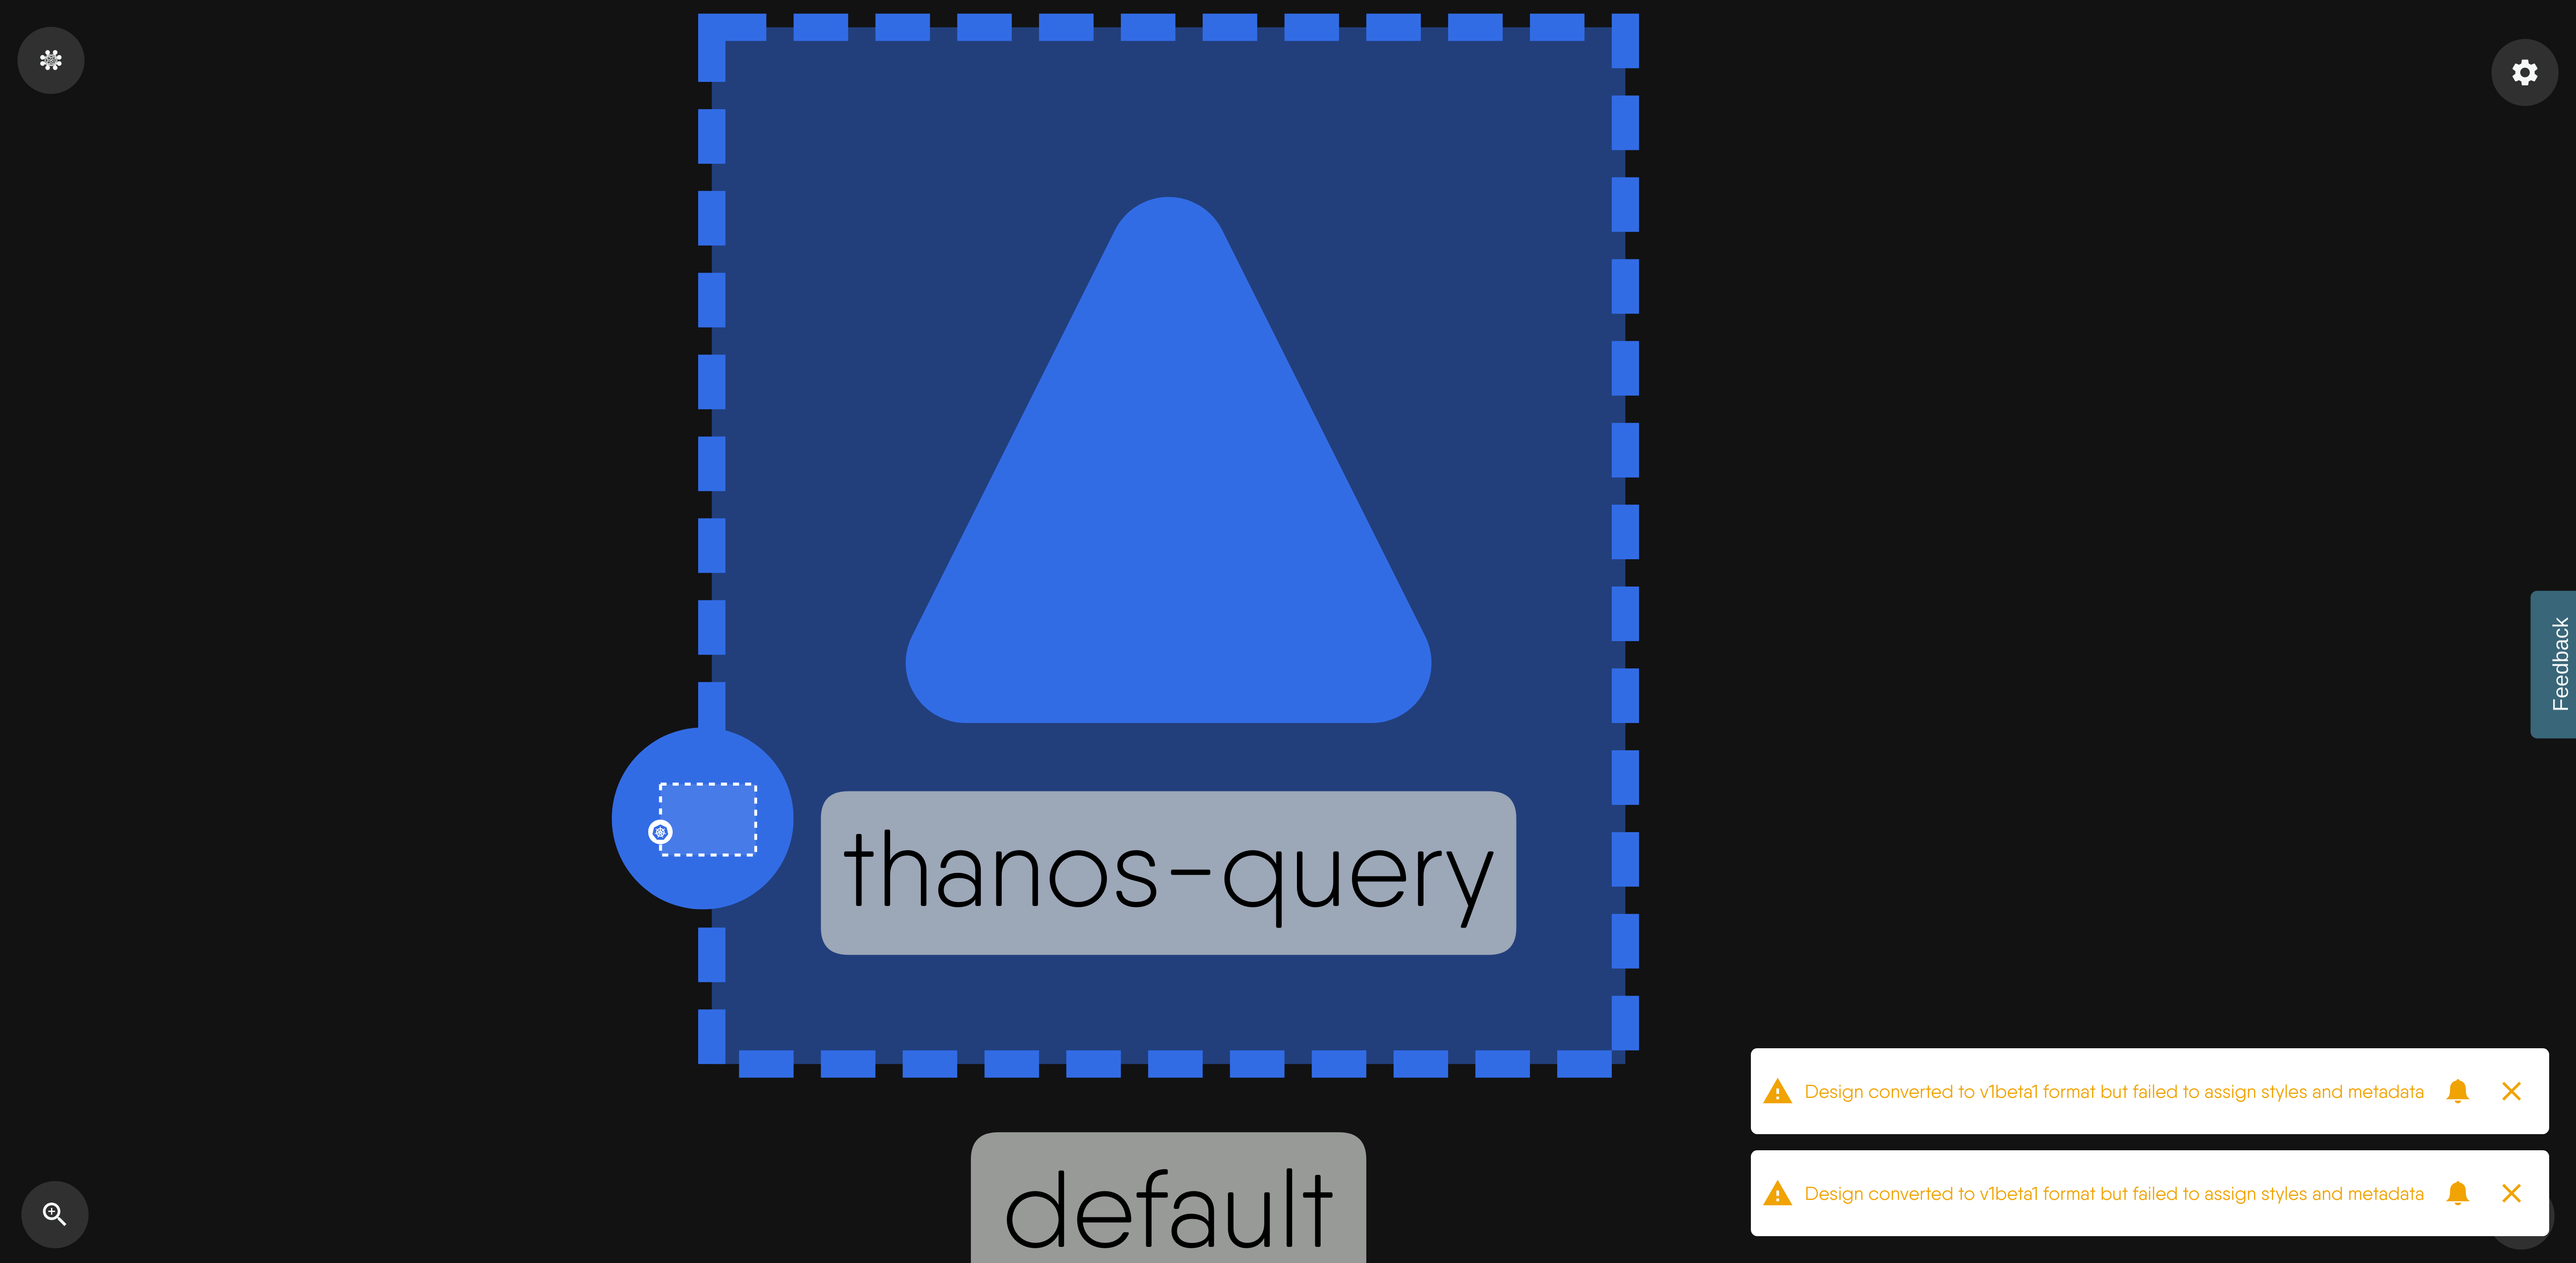 thanos-query
default
Feedback
Design converted to v1beta1 format but failed to assign styles and metadata
Design converted to v1beta1 format but failed to assign styles and metadata